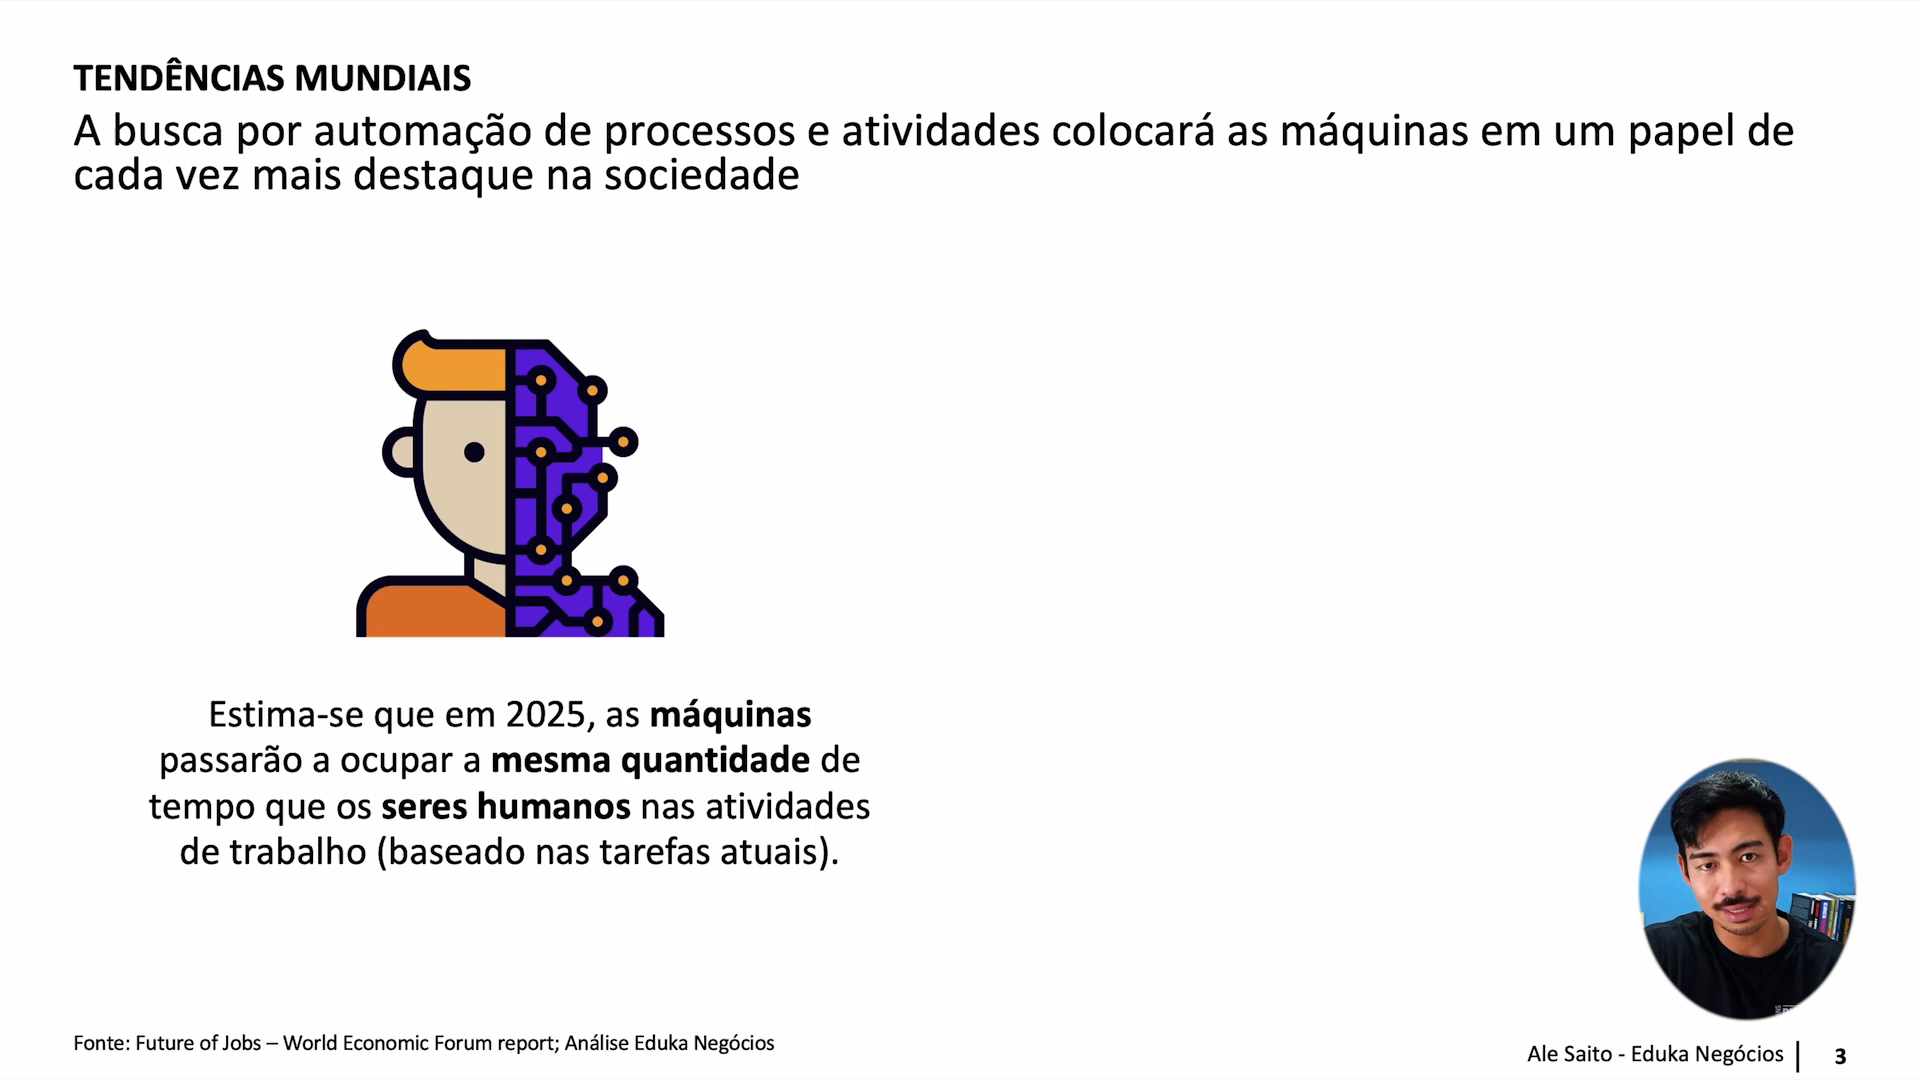 TENDÊNCIAS MUNDIAIS
A busca por automação de processos e atividades colocará as máquinas em um papel de
cada vez mais destaque na sociedade
Estima-se que em 2025, as máquinas
passarão a ocupar a mesma quantidade de
tempo que os seres humanos nas atividades
de trabalho (baseado nas tarefas atuais).
Fonte: Future of Jobs – World Economic Forum report; Análise Eduka Negócios
Ale Saito - Eduka Negócios | 3